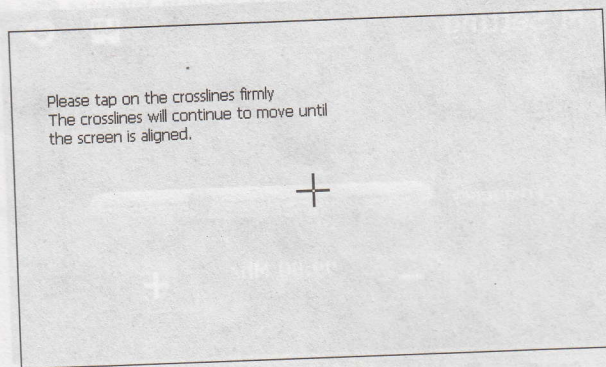 Please tap on the crosslines firmly
The crosslines will continue to move until
the screen is aligned.